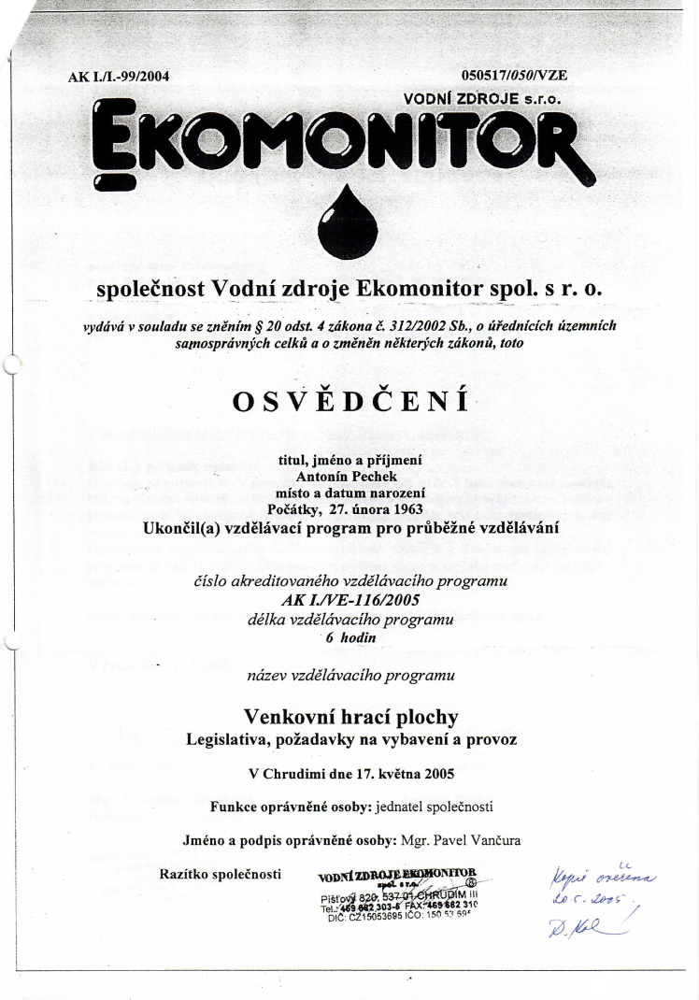 AK I./I.-99/2004
050517/050/VZE
VODNÍ ZDROJE s.r.o.
EKOMONITOR
společnost Vodní zdroje Ekomonitor spol. s r. o.
vydává v souladu se zněním § 20 odst. 4 zákona č. 312/2002 Sb., o úřednících územních
samosprávných celků a o změněn některých zákonů, toto
OSVĚDČENÍ
titul, jméno a příjmení
Antonín Pechek
místo a datum narození
Počátky, 27. února 1963
Ukončil(a) vzdělávací program pro průběžné vzdělávání
číslo akreditovaného vzdělávacího programu
AK I./VE-116/2005
délka vzdělávacího programu
6 hodin
název vzdělávacího programu
Venkovní hrací plochy
Legislativa, požadavky na vybavení a provoz
V Chrudimi dne 17. května 2005
Funkce oprávněné osoby: jednatel společnosti
Jméno a podpis oprávněné osoby: Mgr. Pavel Vančura
Razítko společnosti
VODNÍ ZDROJE EKOMONITOR
spol. s r.o.
8
Píšťovy 820, 537 01 CHRUDIM III
Tel.: 469 682 303-5 FAX: 469 682 310
DIČ: CZ15053695 IČO: 150 53 695
Kopie ověřena
20.5.2005.